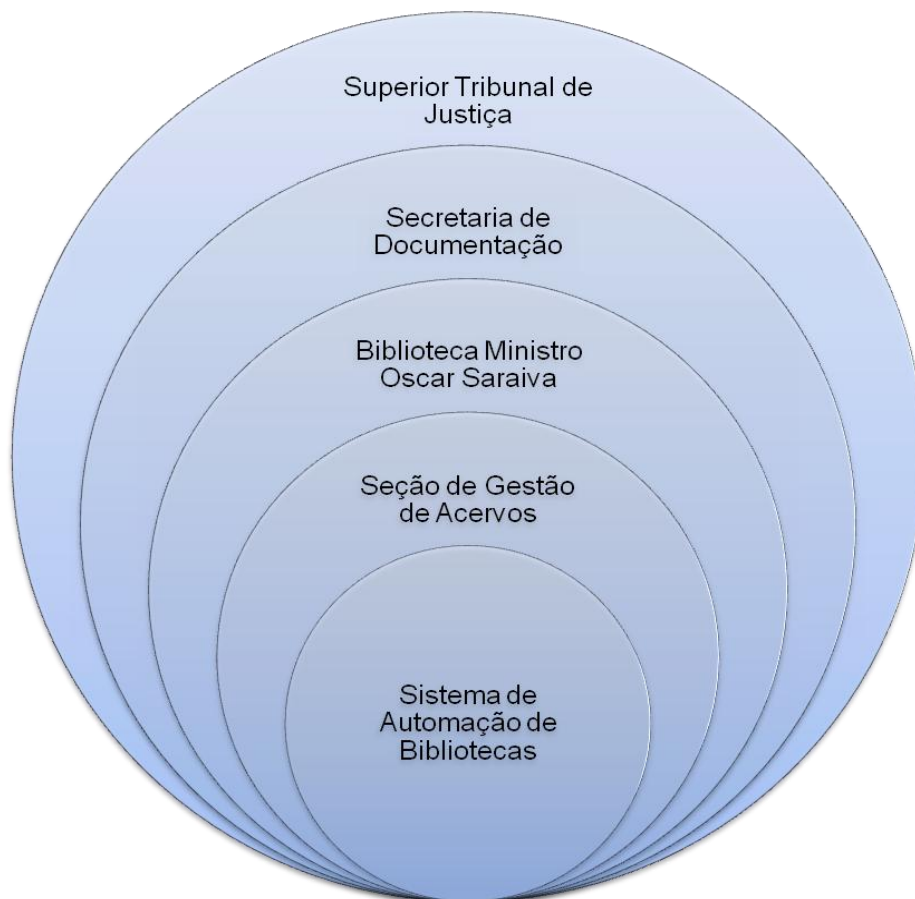 Superior Tribunal de
Justiça
Secretaria de
Documentação
Biblioteca Ministro
Oscar Saraiva
Seção de Gestão
de Acervos
Sistema de
Automação de
Bibliotecas